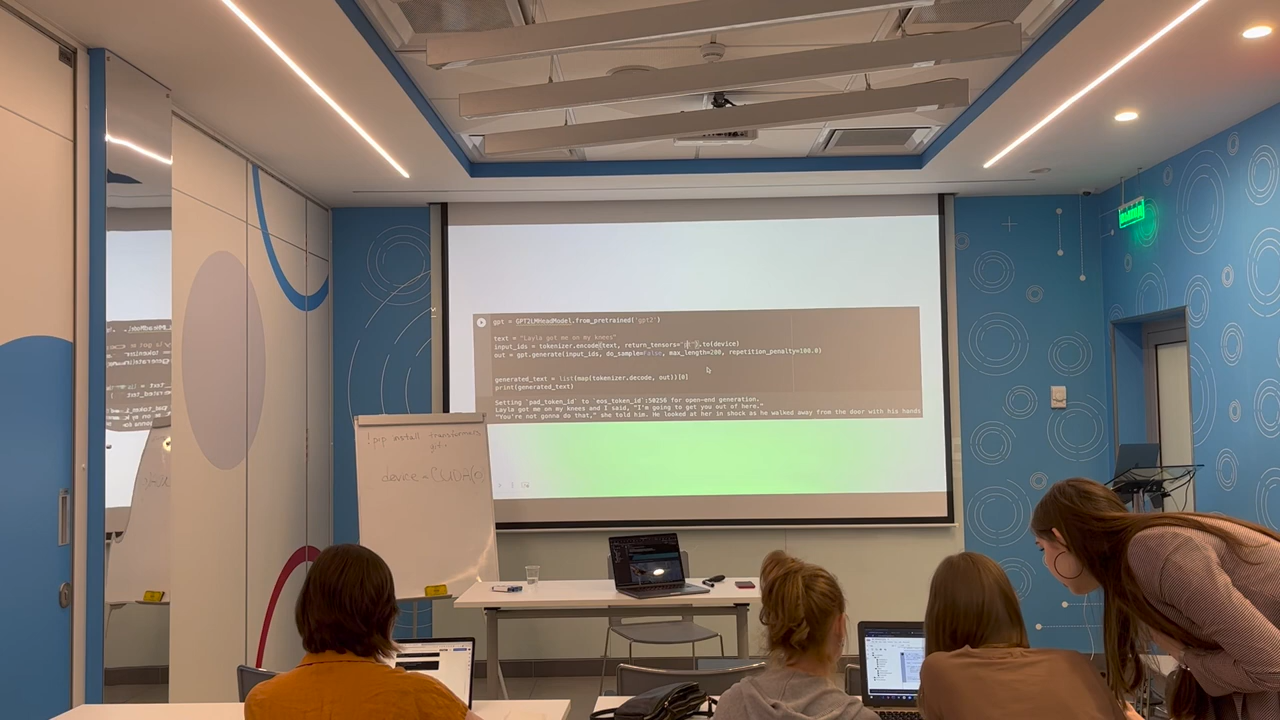 gpt = GPT2LMHeadModel.from_pretrained('gpt2')
text = "Layla got me on my knees"
input_ids = tokenizer.encode(text, return_tensors="pt").to(device)
out = gpt.generate(input_ids, do_sample=False, max_length=200, repetition_penalty=100.0)
generated_text = list(map(tokenizer.decode, out))[0]
print(generated_text)
Setting `pad_token_id` to `eos_token_id`:50256 for open-end generation.
Layla got me on my knees and I said, "I'm going to get you out of here."
"You're not gonna do that," she told him. He looked at her in shock as he walked away from the door with his hands
!pip install transformers
device =